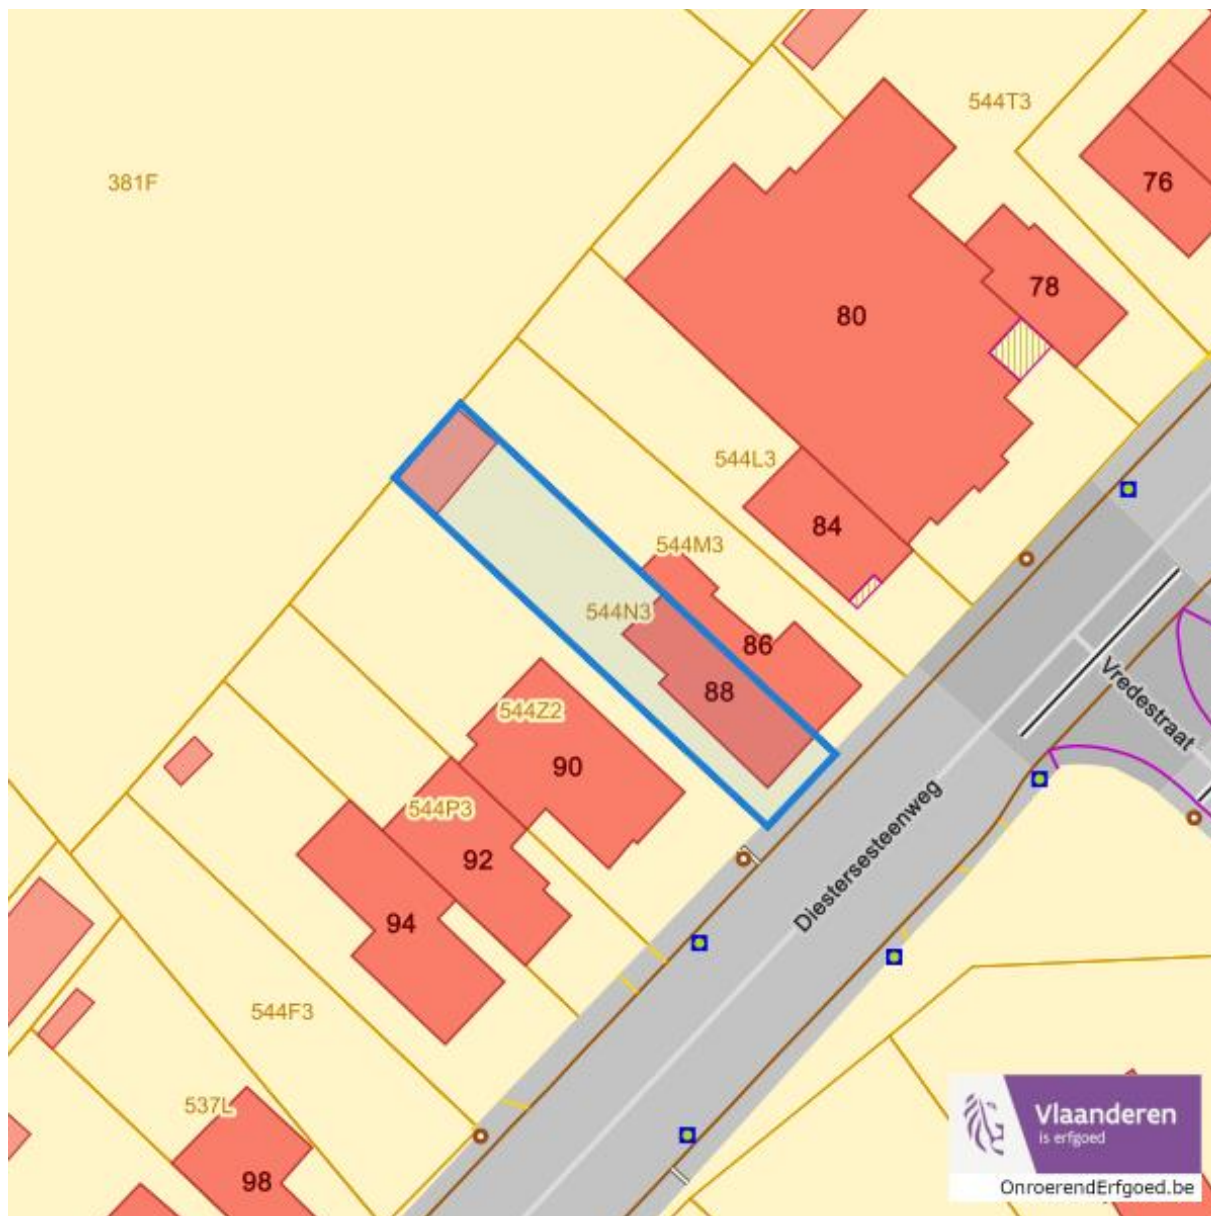 544T3
381F
76
78
80
544L3
84
544M3
544N3
86
Vredestraat
88
544Z2
90
544P3
Diestersesteenweg
92
94
544F3
537L
98
Vlaanderen
is erfgoed
OnroerendErfgoed.be